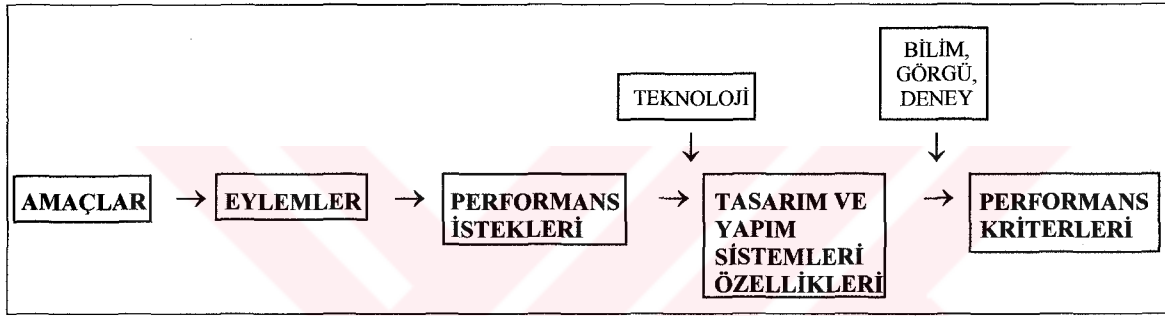 BİLİM,
GÖRGÜ,
DENEY
TEKNOLOJİ
AMAÇLAR → EYLEMLER → PERFORMANS
İSTEKLERİ → TASARIM VE
YAPIM
SİSTEMLERİ
ÖZELLİKLERİ → PERFORMANS
KRİTERLERİ